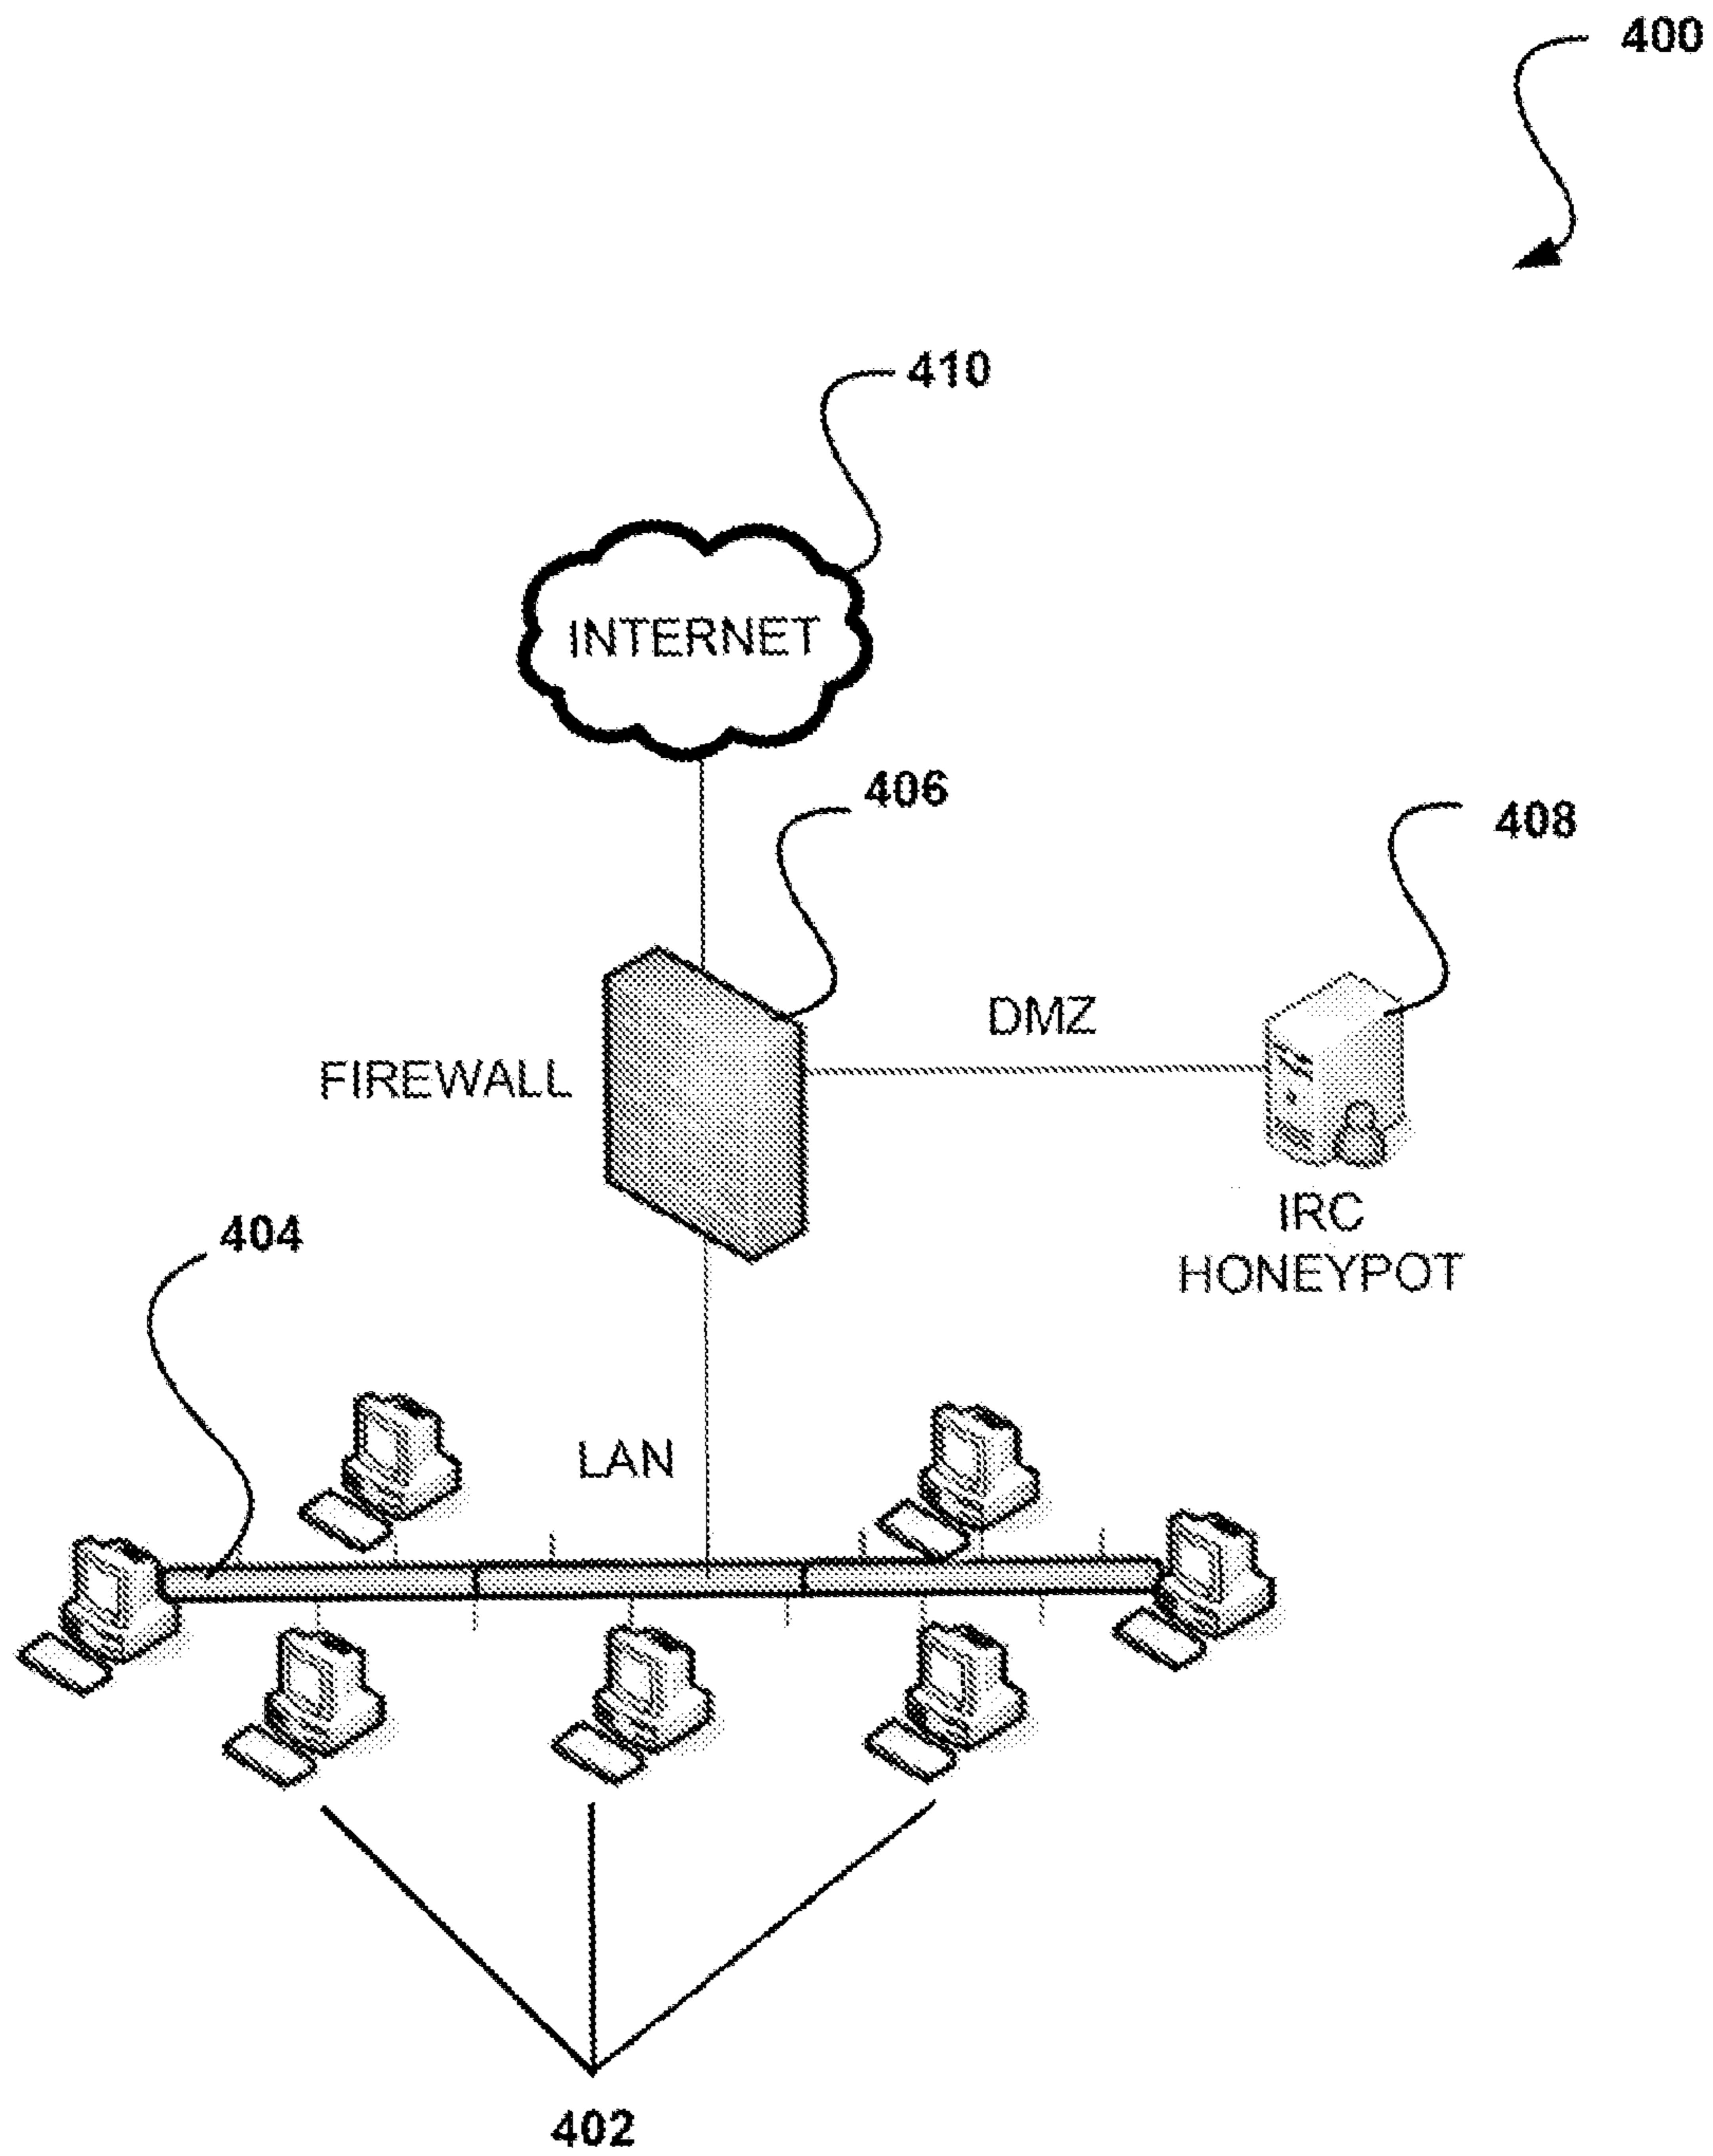 400
410
INTERNET
406
408
DMZ
FIREWALL
IRC
HONEYPOT
404
LAN
402